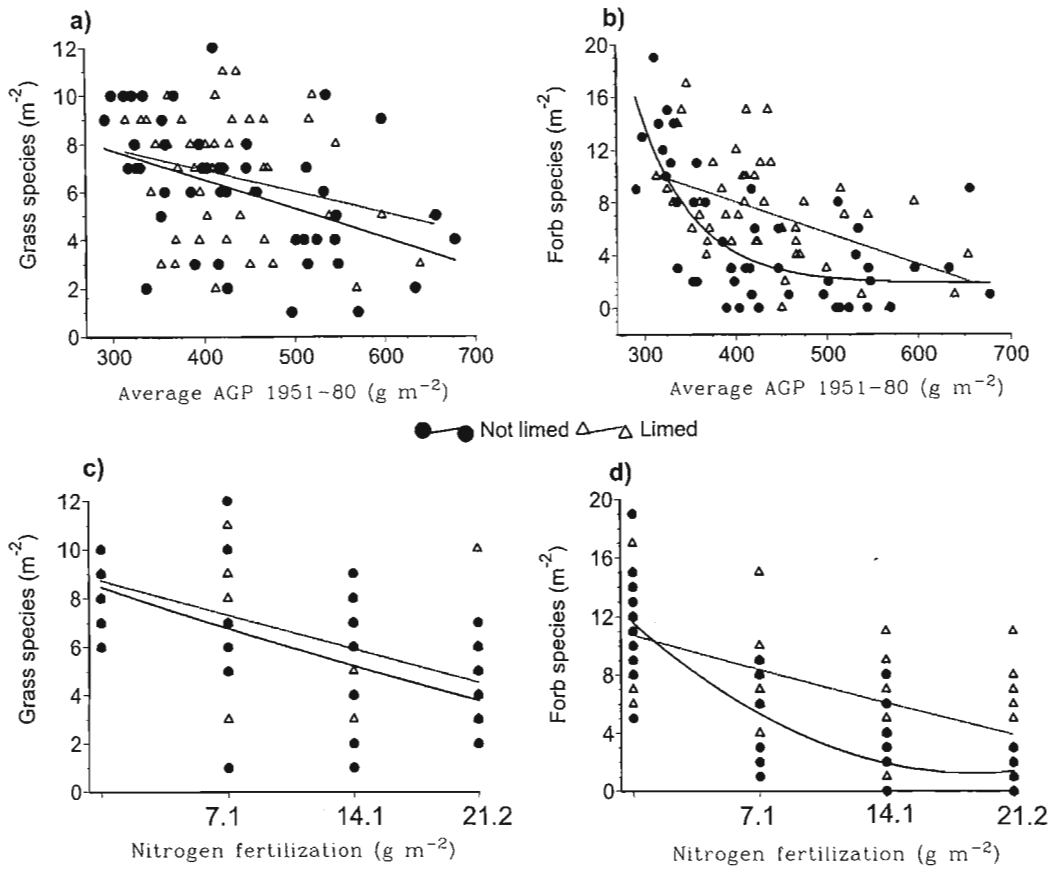 a)
12
10
8
6
4
2
0
Grass species (m-2)
300 400 500 600 700
Average AGP 1951-80 (g m-2)
b)
20
16
12
8
4
0
Forb species (m-2)
300 400 500 600 700
Average AGP 1951-80 (g m-2)
Not limed Limed
c)
12
10
8
6
4
2
0
Grass species (m-2)
7.1 14.1 21.2
Nitrogen fertilization (g m-2)
d)
20
16
12
8
4
0
Forb species (m-2)
7.1 14.1 21.2
Nitrogen fertilization (g m-2)